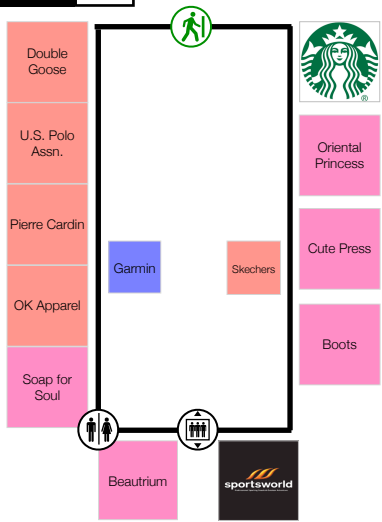 Double
Goose
U.S. Polo
Assn.
Oriental
Princess
Pierre Cardin
Cute Press
Garmin
Skechers
OK Apparel
Boots
Soap for
Soul
Beautrium
sportsworld